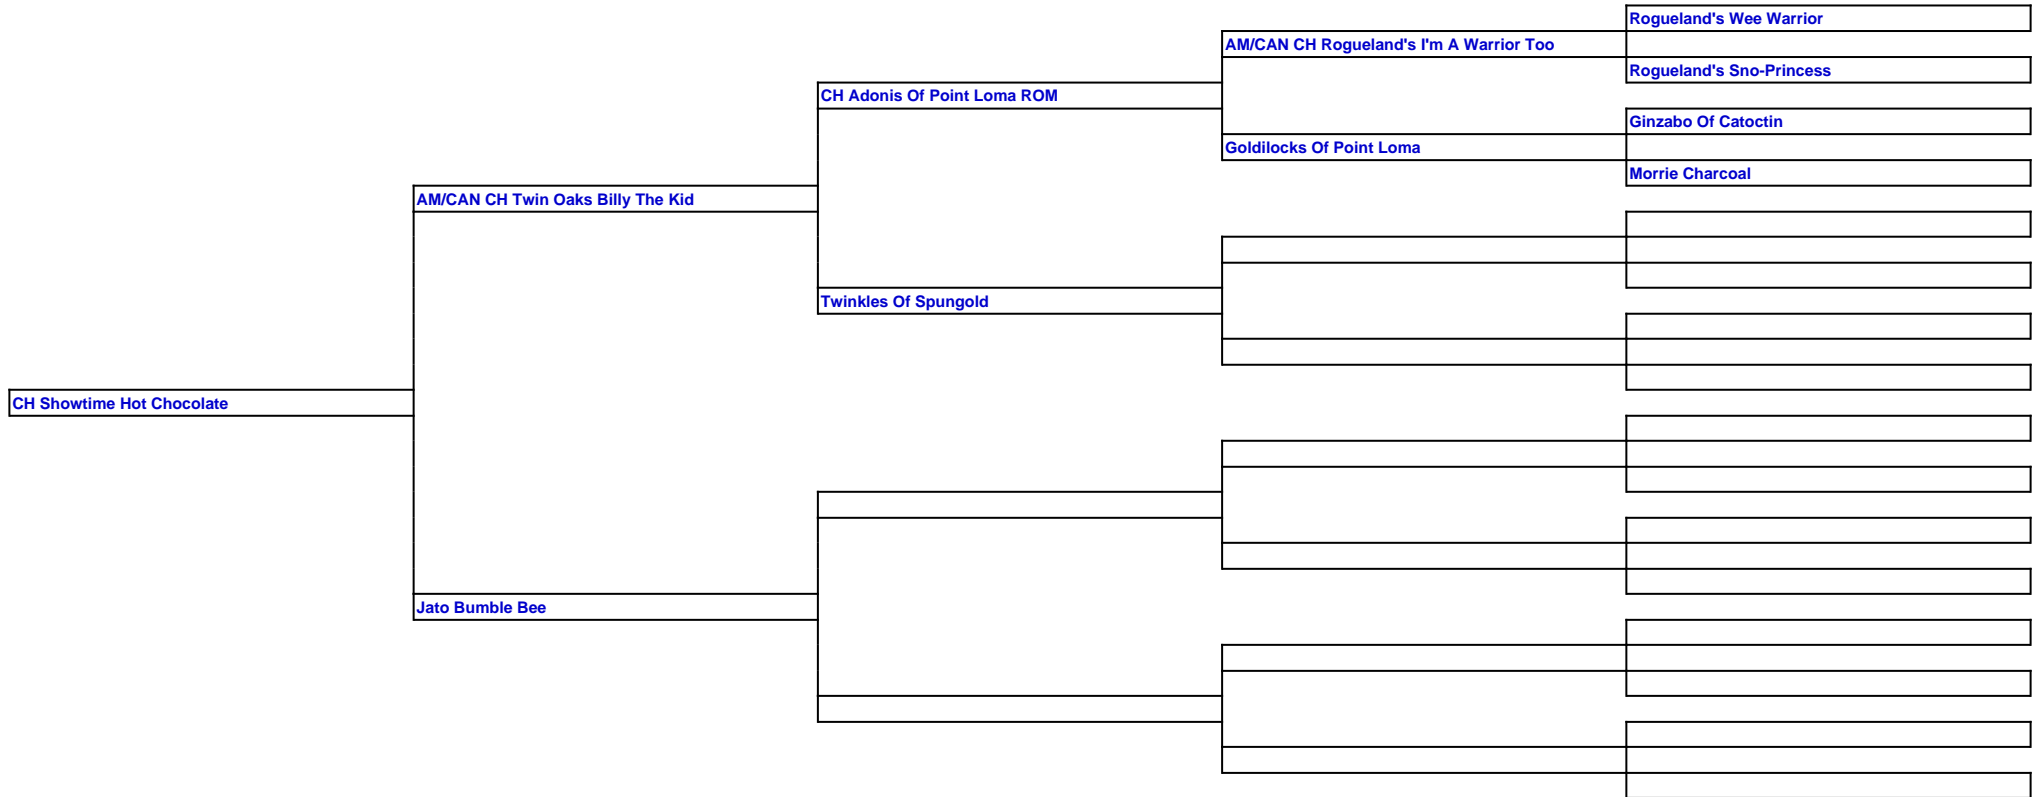 Rogueland's Wee Warrior
AM/CAN CH Rogueland's I'm A Warrior Too
Rogueland's Sno-Princess
CH Adonis Of Point Loma ROM
Ginzabo Of Catoctin
Goldilocks Of Point Loma
Morrie Charcoal
AM/CAN CH Twin Oaks Billy The Kid
Twinkles Of Spungold
CH Showtime Hot Chocolate
Jato Bumble Bee